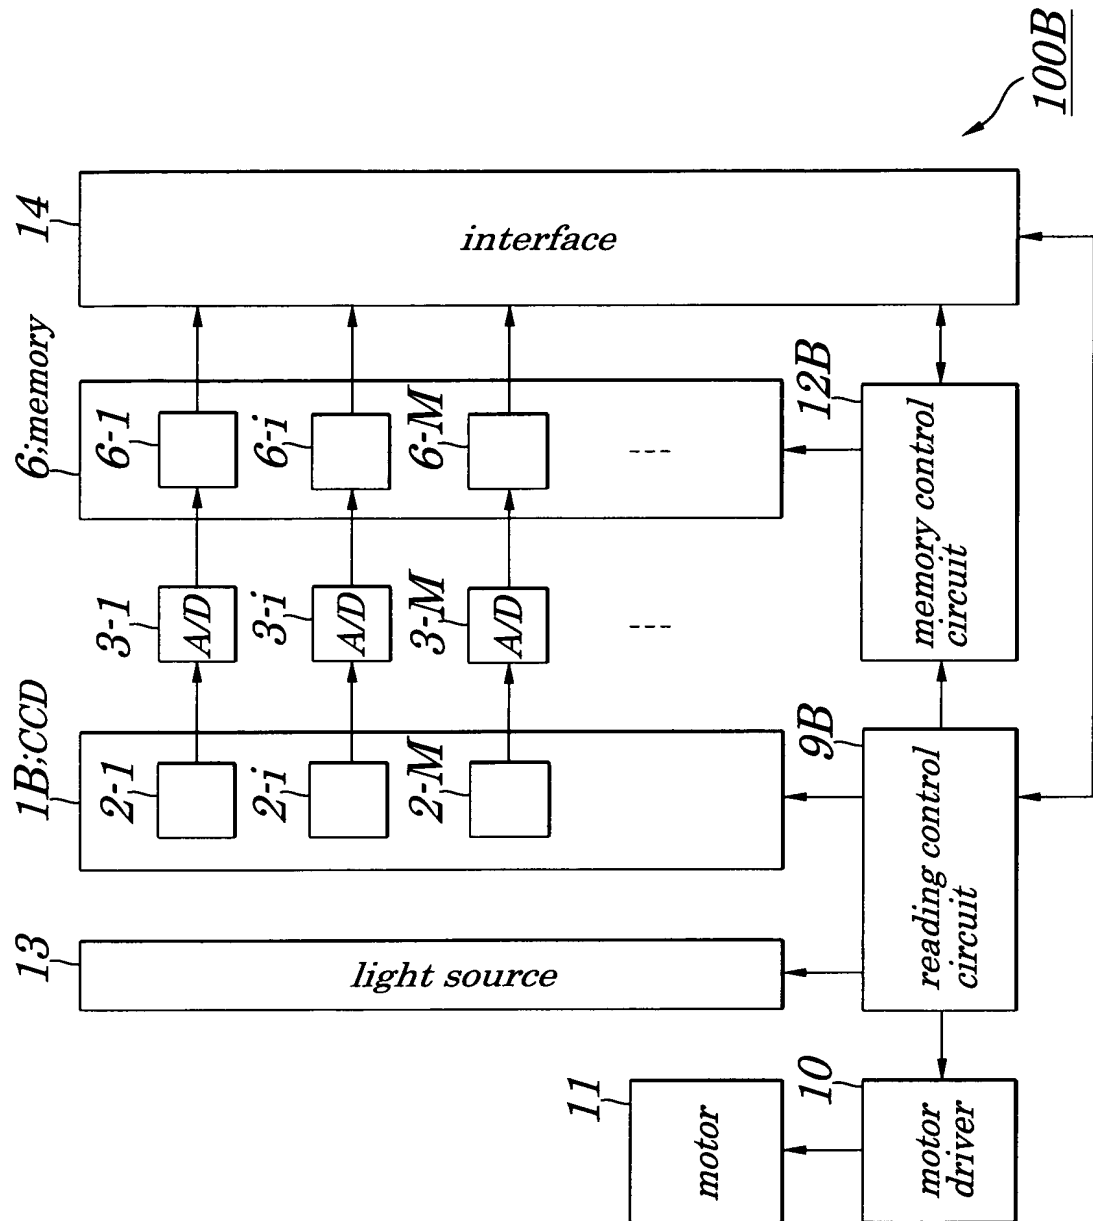 100B
14
interface
6;memory
6-1
6-i
6-M
12B
memory control
circuit
3-1
A/D
3-i
A/D
3-M
A/D
1B;CCD
2-1
2-i
2-M
9B
reading control
circuit
13
light source
11
motor
10
motor
driver